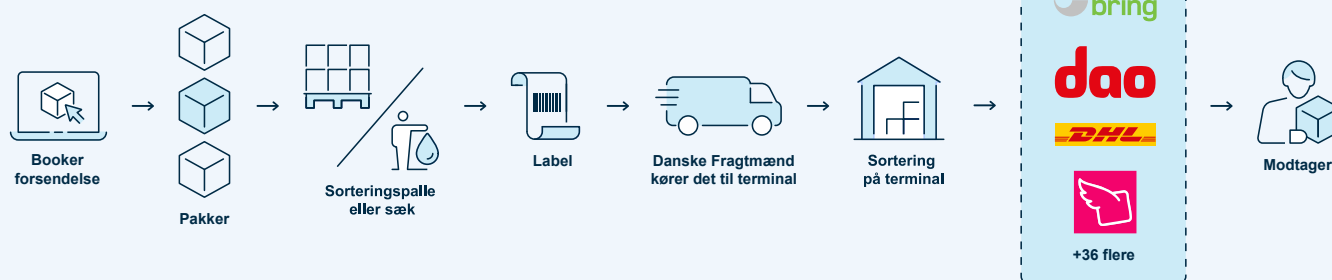 Booker
forsendelse
Pakker
Sorteringspalle
eller sæk
Label
Danske Fragtmænd
kører det til terminal
Sortering
på terminal
bring
dao
DHL
+36 flere
Modtager